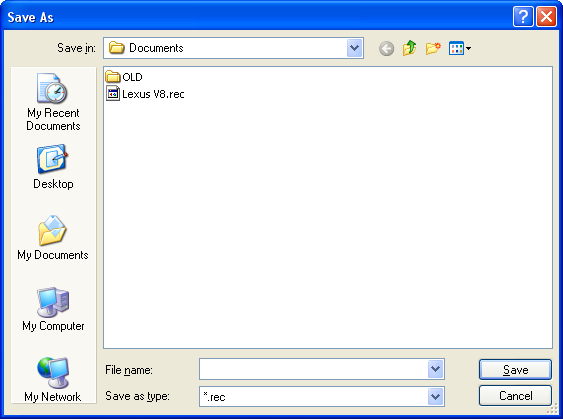 Save As
Save in: Documents
OLD
Lexus V8.rec
My Recent
Documents
Desktop
My Documents
My Computer
My Network
File name:
Save
Save as type: *.rec
Cancel